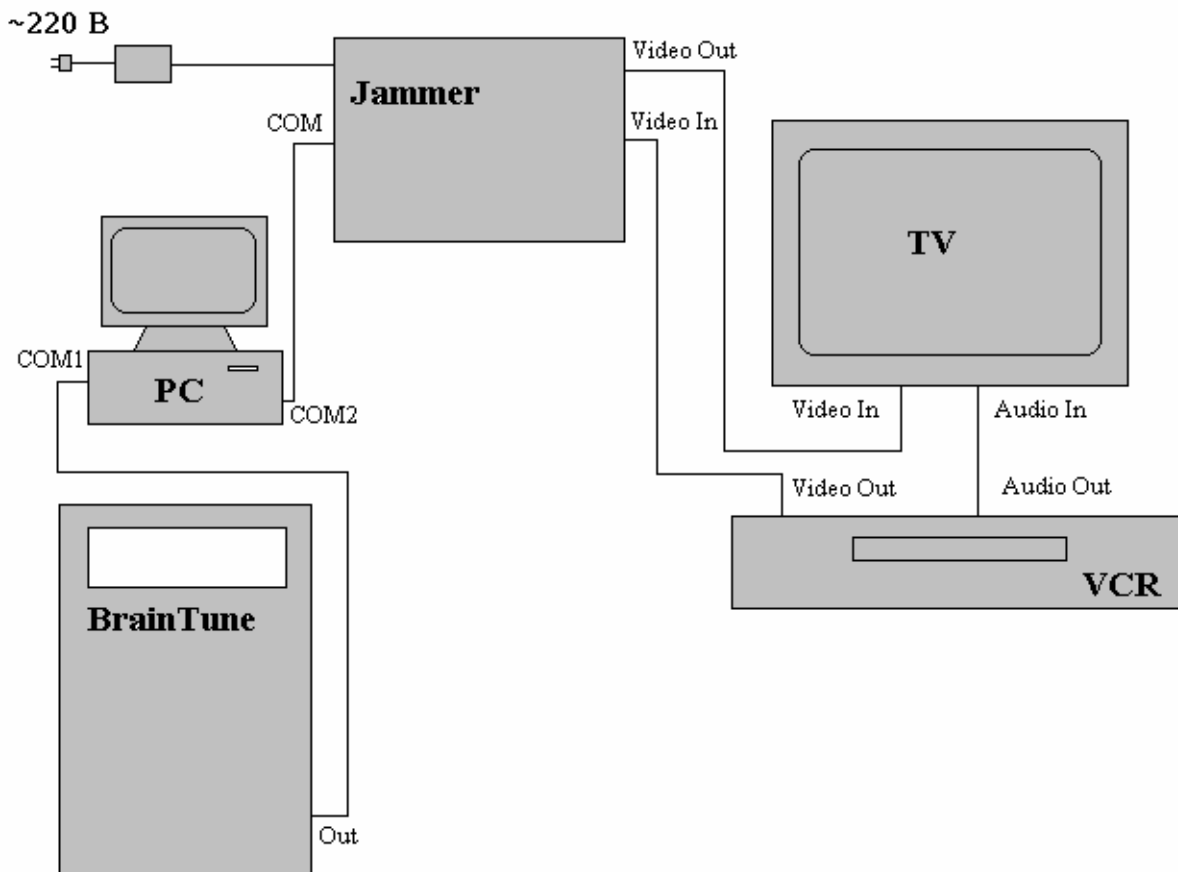 ~220 В
Video Out
Jammer
COM
Video In
TV
COM1
PC
COM2
Video In
Audio In
Video Out
Audio Out
VCR
BrainTune
Out